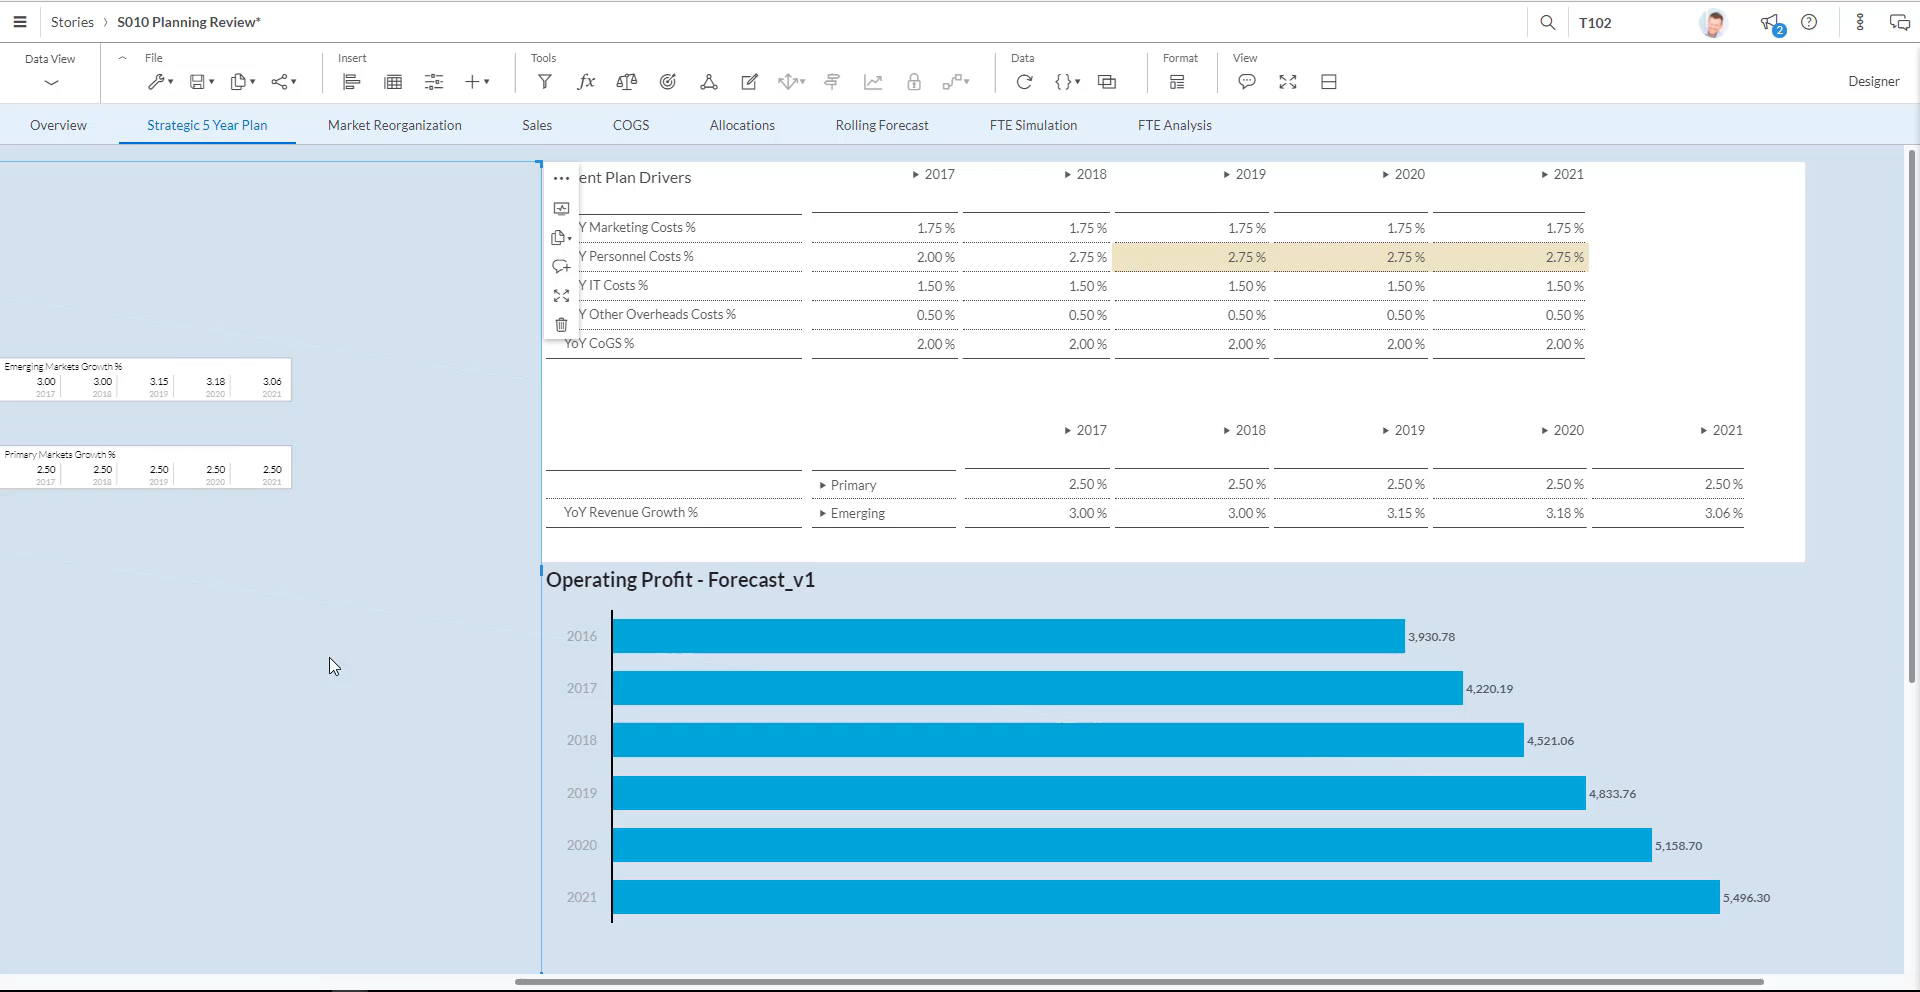 Stories › S010 Planning Review*
T102
2
Data View
File
Insert
Tools
Data
Format
View
fx
Designer
Overview
Strategic 5 Year Plan
Market Reorganization
Sales
COGS
Allocations
Rolling Forecast
FTE Simulation
FTE Analysis
ent Plan Drivers 2017 2018 2019 2020 2021
Y Marketing Costs % 1.75 % 1.75 % 1.75 % 1.75 % 1.75 %
Y Personnel Costs % 2.00 % 2.75 % 2.75 % 2.75 % 2.75 %
Y IT Costs % 1.50 % 1.50 % 1.50 % 1.50 % 1.50 %
Y Other Overheads Costs % 0.50 % 0.50 % 0.50 % 0.50 % 0.50 %
YoY CoGS % 2.00 % 2.00 % 2.00 % 2.00 % 2.00 %
Emerging Markets Growth %
3.00 3.00 3.15 3.18 3.06
2017 2018 2019 2020 2021
Primary Markets Growth %
2.50 2.50 2.50 2.50 2.50
2017 2018 2019 2020 2021
2017 2018 2019 2020 2021
Primary 2.50 % 2.50 % 2.50 % 2.50 % 2.50 %
YoY Revenue Growth % Emerging 3.00 % 3.00 % 3.15 % 3.18 % 3.06 %
Operating Profit - Forecast_v1
2016 3,930.78
2017 4,220.19
2018 4,521.06
2019 4,833.76
2020 5,158.70
2021 5,496.30